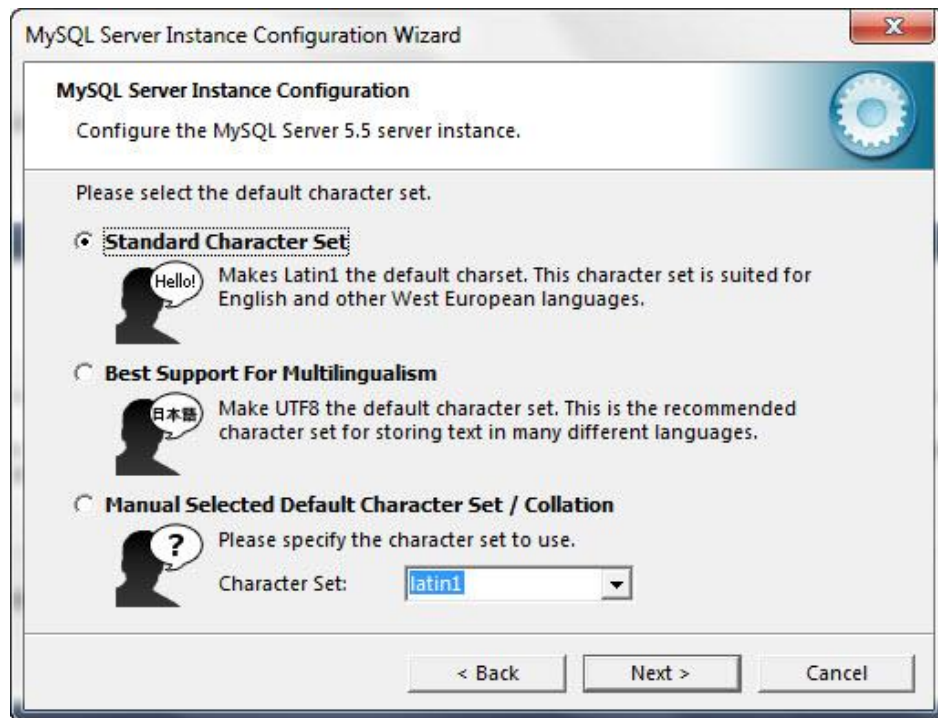 MySQL Server Instance Configuration Wizard
MySQL Server Instance Configuration
Configure the MySQL Server 5.5 server instance.
Please select the default character set.
Standard Character Set
Hello!
Makes Latin1 the default charset. This character set is suited for
English and other West European languages.
Best Support For Multilingualism
日本語
Make UTF8 the default character set. This is the recommended
character set for storing text in many different languages.
Manual Selected Default Character Set / Collation
?
Please specify the character set to use.
Character Set: latin1
< Back Next > Cancel